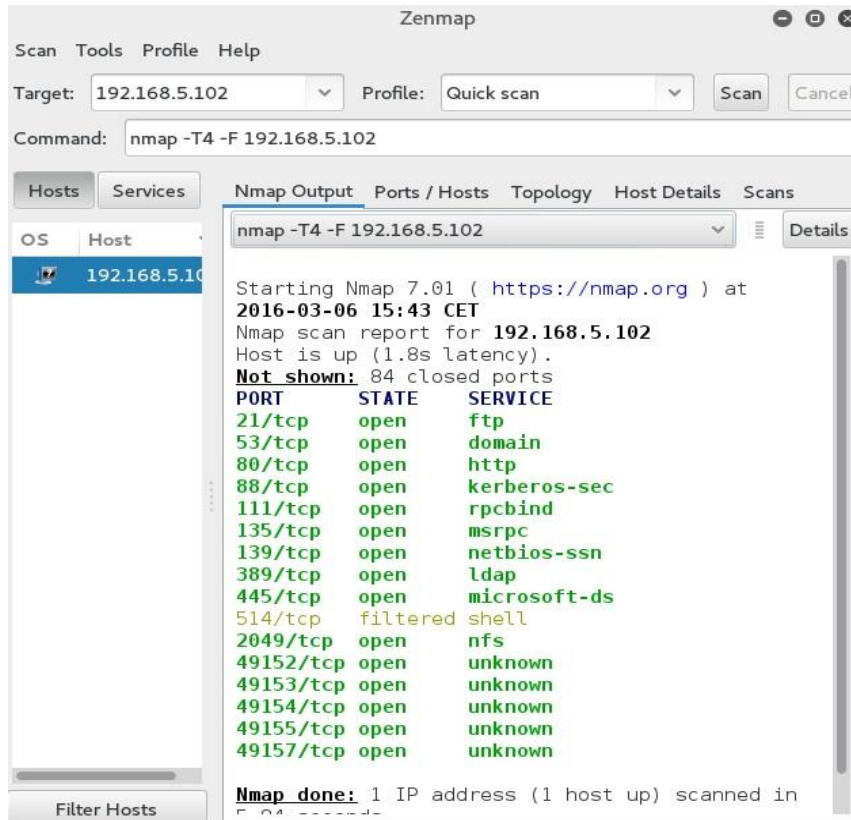 Zenmap
Scan Tools Profile Help
Target: 192.168.5.102 Profile: Quick scan Scan Cancel
Command: nmap -T4 -F 192.168.5.102
Hosts Services Nmap Output Ports / Hosts Topology Host Details Scans
nmap -T4 -F 192.168.5.102 Details
OS Host
192.168.5.10
Starting Nmap 7.01 ( https://nmap.org ) at
2016-03-06 15:43 CET
Nmap scan report for 192.168.5.102
Host is up (1.8s latency).
Not shown: 84 closed ports
PORT STATE SERVICE
21/tcp open ftp
53/tcp open domain
80/tcp open http
88/tcp open kerberos-sec
111/tcp open rpcbind
135/tcp open msrpc
139/tcp open netbios-ssn
389/tcp open ldap
445/tcp open microsoft-ds
514/tcp filtered shell
2049/tcp open nfs
49152/tcp open unknown
49153/tcp open unknown
49154/tcp open unknown
49155/tcp open unknown
49157/tcp open unknown
Nmap done: 1 IP address (1 host up) scanned in
Filter Hosts